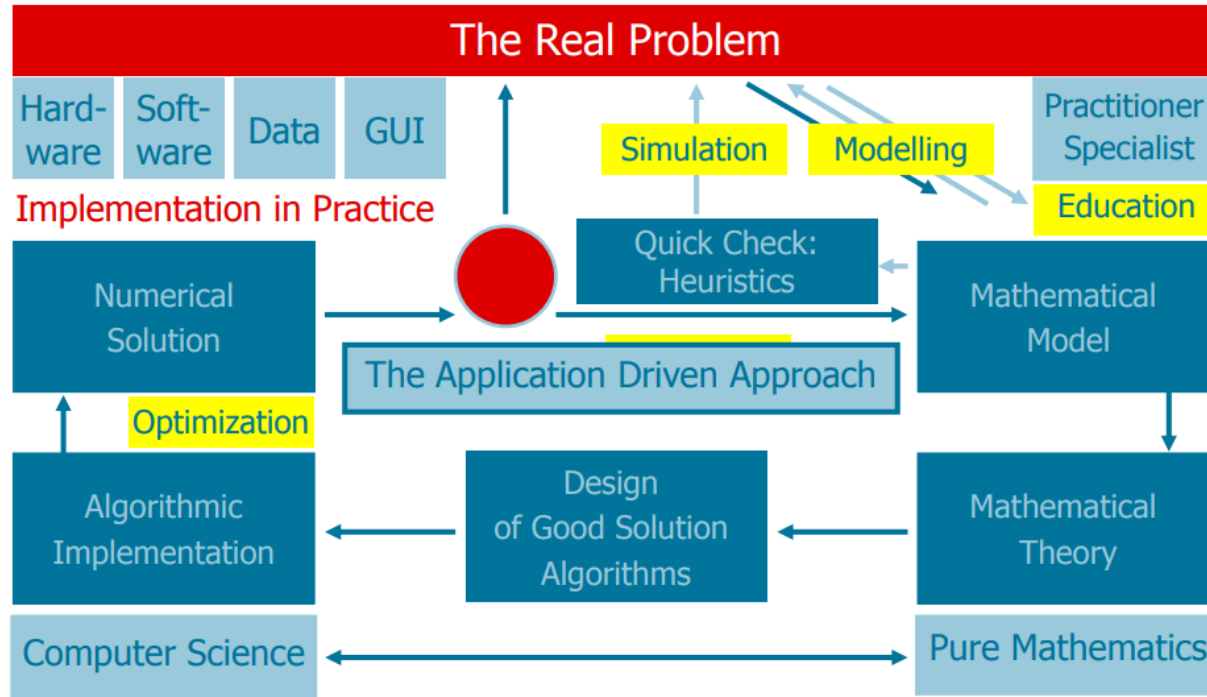 The Real Problem
Hard-
ware
Soft-
ware
Data
GUI
Simulation
Modelling
Practitioner
Specialist
Education
Implementation in Practice
Numerical
Solution
Quick Check:
Heuristics
Mathematical
Model
The Application Driven Approach
Optimization
Algorithmic
Implementation
Design
of Good Solution
Algorithms
Mathematical
Theory
Computer Science
Pure Mathematics